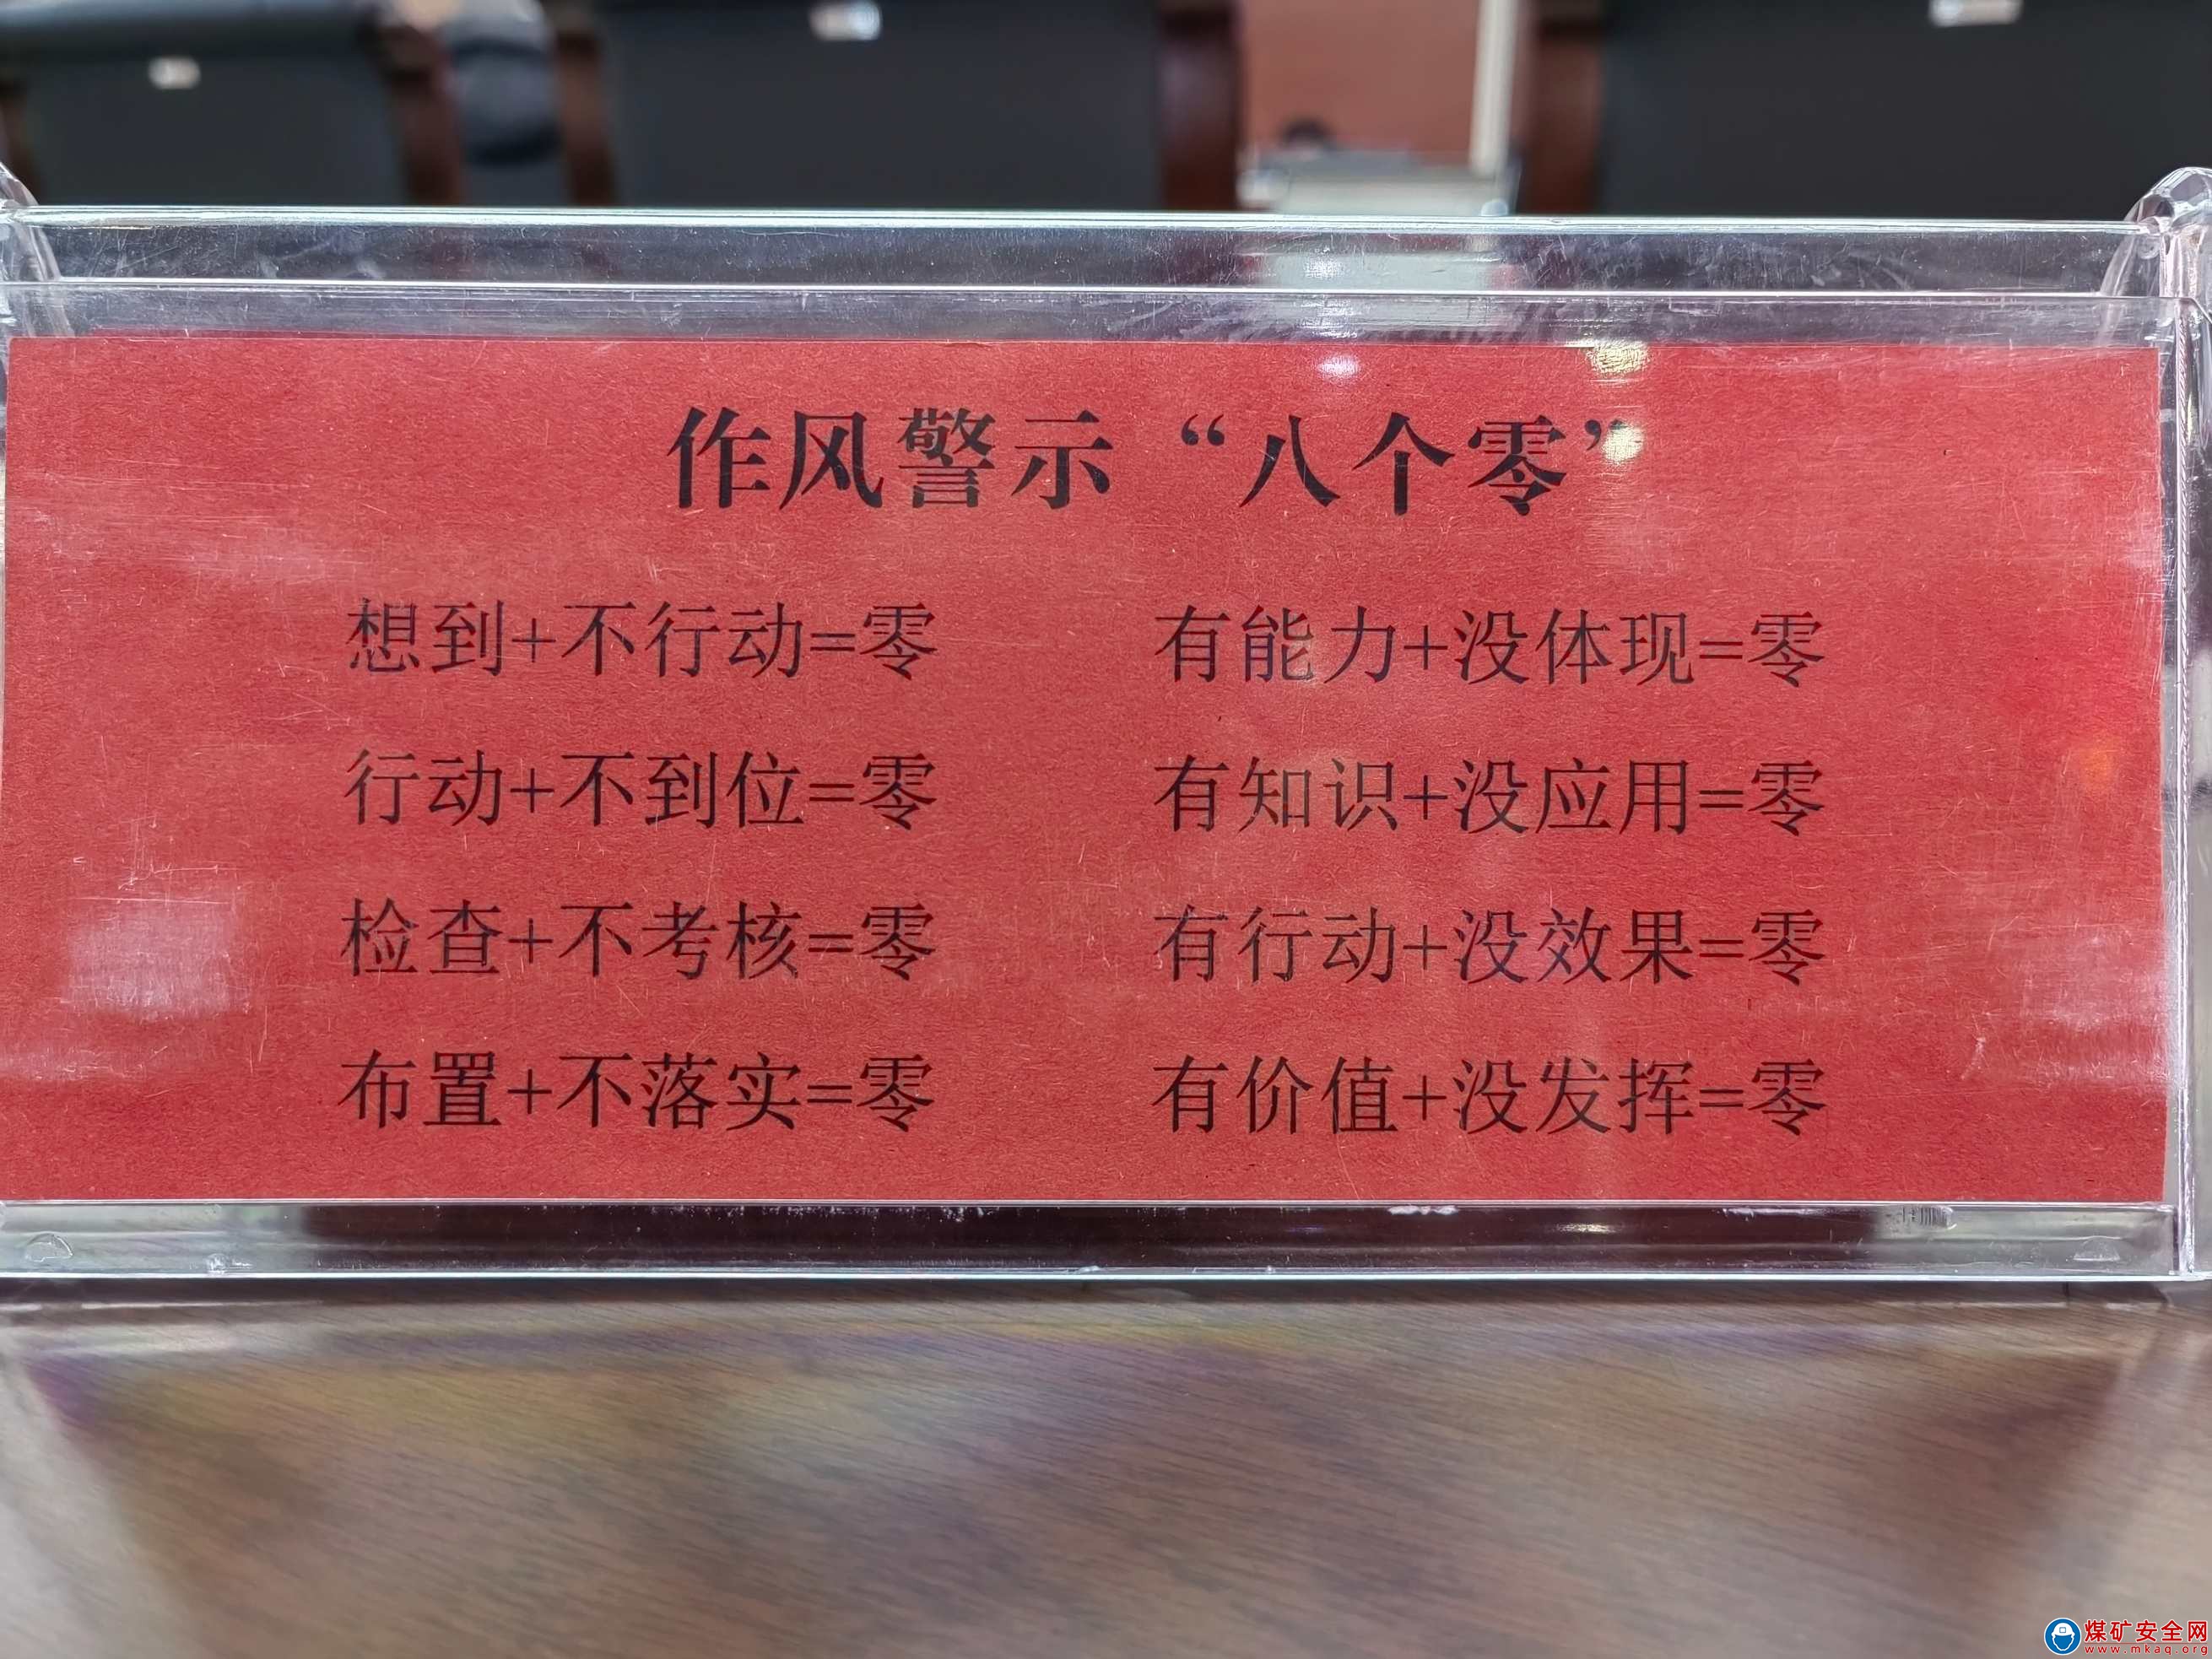 作风警示“八个零”
想到+不行动=零
行动+不到位=零
检查+不考核=零
布置+不落实=零
有能力+没体现=零
有知识+没应用=零
有行动+没效果=零
有价值+没发挥=零
煤矿安全网
www.mkaq.org